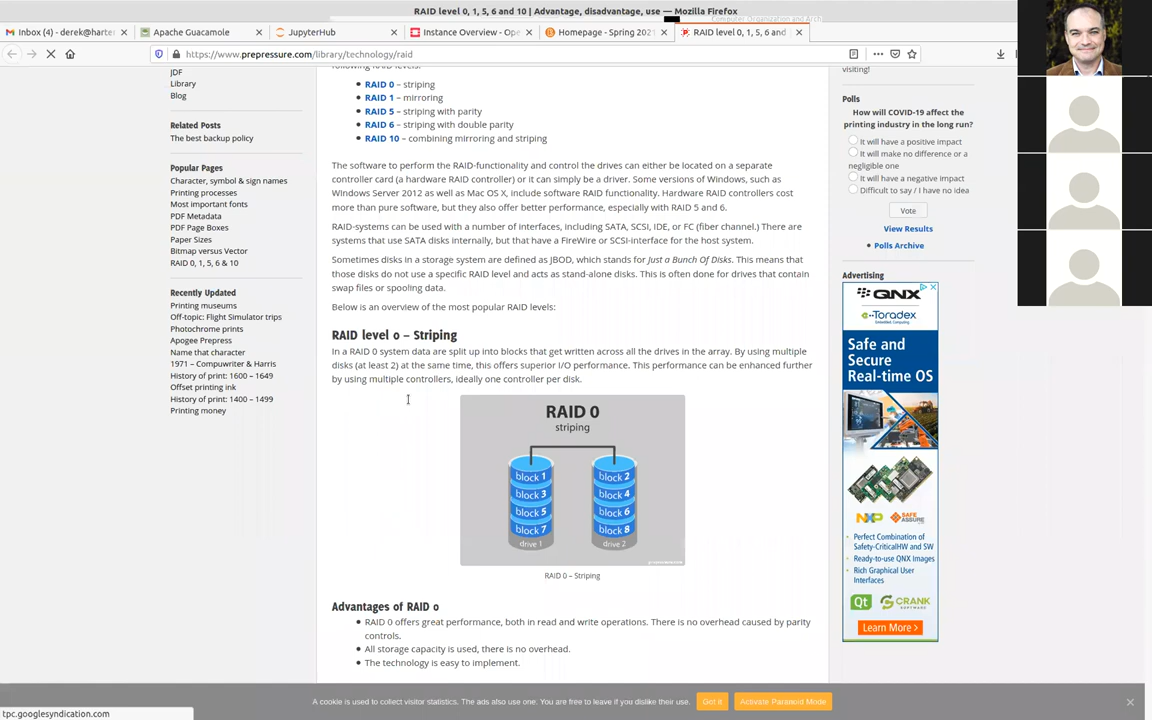 RAID level 0, 1, 5, 6 and 10 | Advantage, disadvantage, use — Mozilla Firefox
Computer Organization and Arch
Inbox (4) - derek@harte
Apache Guacamole
JupyterHub
Instance Overview - Ope
Homepage - Spring 2021
RAID level 0, 1, 5, 6 and
https://www.prepressure.com/library/technology/raid
JDF
Library
Blog
Related Posts
The best backup policy
Popular Pages
Character, symbol & sign names
Printing processes
Most important fonts
PDF Metadata
PDF Page Boxes
Paper Sizes
Bitmap versus Vector
RAID 0, 1, 5, 6 & 10
Recently Updated
Printing museums
Off-topic: Flight Simulator trips
Photochrome prints
Apogee Prepress
Name that character
1971 – Compuwriter & Harris
History of print: 1600 – 1649
Offset printing ink
History of print: 1400 – 1499
Printing money
following RAID levels:
RAID 0 – striping
RAID 1 – mirroring
RAID 5 – striping with parity
RAID 6 – striping with double parity
RAID 10 – combining mirroring and striping
The software to perform the RAID-functionality and control the drives can either be located on a separate
controller card (a hardware RAID controller) or it can simply be a driver. Some versions of Windows, such as
Windows Server 2012 as well as Mac OS X, include software RAID functionality. Hardware RAID controllers cost
more than pure software, but they also offer better performance, especially with RAID 5 and 6.
RAID-systems can be used with a number of interfaces, including SATA, SCSI, IDE, or FC (fiber channel.) There are
systems that use SATA disks internally, but that have a FireWire or SCSI-interface for the host system.
Sometimes disks in a storage system are defined as JBOD, which stands for Just a Bunch Of Disks. This means that
those disks do not use a specific RAID level and acts as stand-alone disks. This is often done for drives that contain
swap files or spooling data.
Below is an overview of the most popular RAID levels:
RAID level 0 – Striping
In a RAID 0 system data are split up into blocks that get written across all the drives in the array. By using multiple
disks (at least 2) at the same time, this offers superior I/O performance. This performance can be enhanced further
by using multiple controllers, ideally one controller per disk.
RAID 0
striping
block 1
block 3
block 5
block 7
drive 1
block 2
block 4
block 6
block 8
drive 2
RAID 0 – Striping
Advantages of RAID 0
RAID 0 offers great performance, both in read and write operations. There is no overhead caused by parity
controls.
All storage capacity is used, there is no overhead.
The technology is easy to implement.
visiting!
Polls
How will COVID-19 affect the
printing industry in the long run?
It will have a positive impact
It will make no difference or a
negligible one
It will have a negative impact
Difficult to say / I have no idea
Vote
View Results
Polls Archive
Advertising
QNX
Toradex
Embedded. Computing.
Safe and
Secure
Real-time OS
NXP
SAFE ASSURE
Perfect Combination of
Safety-CriticalHW and SW
Ready-to-use QNX Images
Rich Graphical User
Interfaces
Qt
CRANK
SOFTWARE
Learn More >
A cookie is used to collect visitor statistics. The ads also use one. You are free to leave if you dislike their use.
Got it
Activate Paranoid Mode
tpc.googlesyndication.com